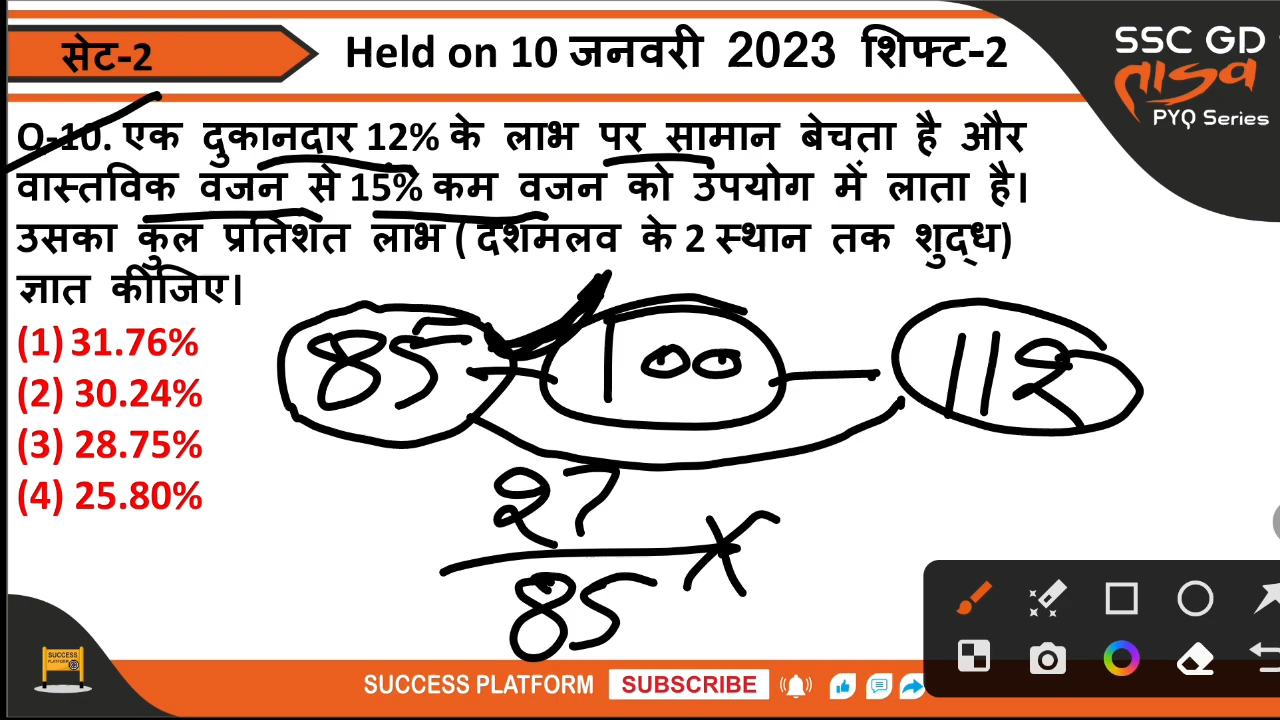 सेट-2
Held on 10 जनवरी 2023 शिफ्ट-2
SSC GD
PYQ Series
Q-10. एक दुकानदार 12% के लाभ पर सामान बेचता है और
वास्तविक वजन से 15% कम वजन को उपयोग में लाता है।
उसका कुल प्रतिशत लाभ ( दशमलव के 2 स्थान तक शुद्ध)
ज्ञात कीजिए।
(1) 31.76%
(2) 30.24%
(3) 28.75%
(4) 25.80%
85 — 100 — 112
27
85 ×
SUCCESS
PLATFORM
SUCCESS PLATFORM SUBSCRIBE